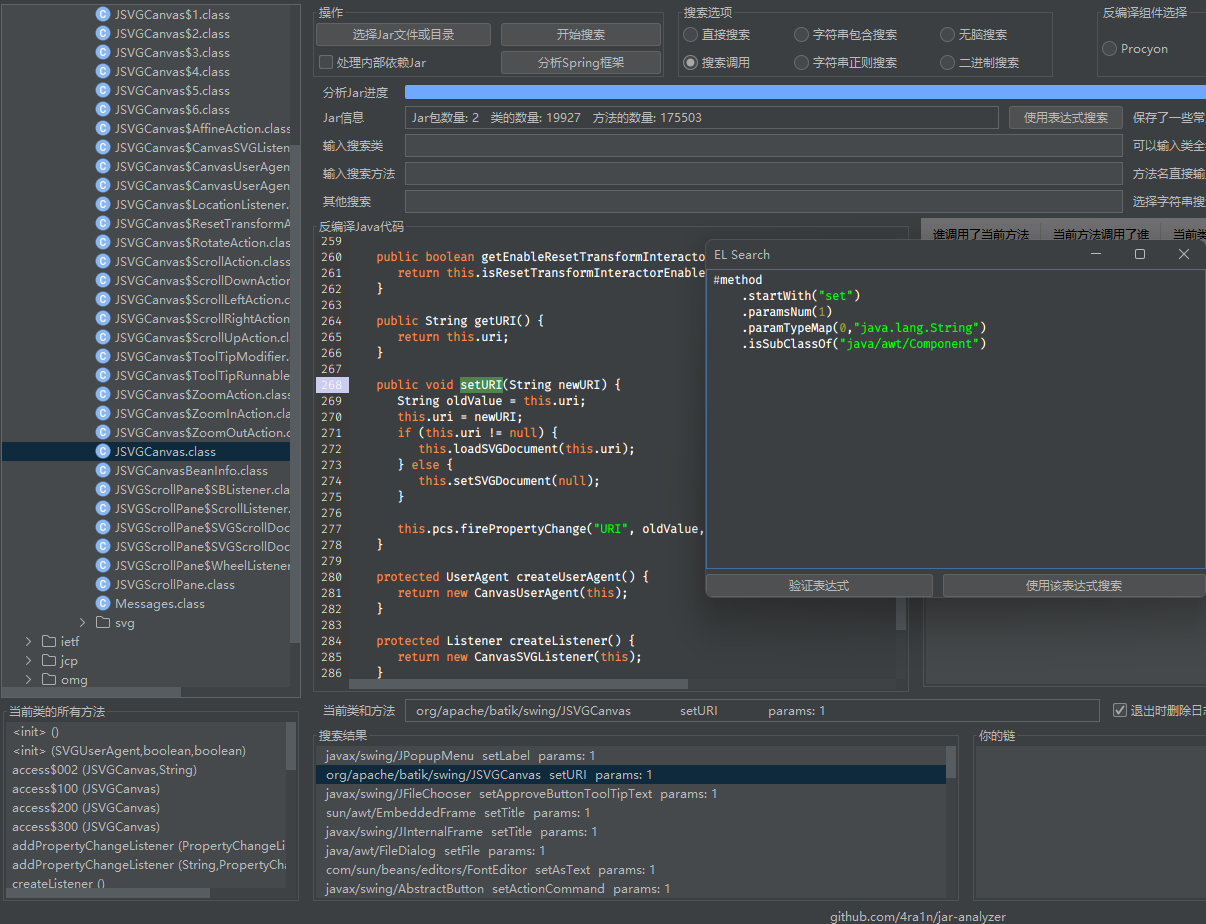 JSVGCanvas$1.class
JSVGCanvas$2.class
JSVGCanvas$3.class
JSVGCanvas$4.class
JSVGCanvas$5.class
JSVGCanvas$6.class
JSVGCanvas$AffineAction.class
JSVGCanvas$CanvasSVGListen
JSVGCanvas$CanvasUserAgen
JSVGCanvas$CanvasUserAgen
JSVGCanvas$LocationListener.
JSVGCanvas$ResetTransformA
JSVGCanvas$RotateAction.clas
JSVGCanvas$ScrollAction.class
JSVGCanvas$ScrollDownAction
JSVGCanvas$ScrollLeftAction.c
JSVGCanvas$ScrollRightAction
JSVGCanvas$ScrollUpAction.cl
JSVGCanvas$ToolTipModifier.
JSVGCanvas$ToolTipRunnable
JSVGCanvas$ZoomAction.class
JSVGCanvas$ZoomInAction.cla
JSVGCanvas$ZoomOutAction.c
JSVGCanvas.class
JSVGCanvasBeanInfo.class
JSVGScrollPane$SBListener.cla
JSVGScrollPane$ScrollListener.
JSVGScrollPane$SVGScrollDoc
JSVGScrollPane$SVGScrollDoc
JSVGScrollPane$WheelListener
JSVGScrollPane.class
Messages.class
svg
ietf
jcp
omg
当前类的所有方法
<init> ()
<init> (SVGUserAgent,boolean,boolean)
access$002 (JSVGCanvas,String)
access$100 (JSVGCanvas)
access$200 (JSVGCanvas)
access$300 (JSVGCanvas)
addPropertyChangeListener (PropertyChangeLi
addPropertyChangeListener (String,PropertyCha
createListener ()
操作
选择Jar文件或目录 开始搜索
处理内部依赖Jar 分析Spring框架
搜索选项
直接搜索 字符串包含搜索 无脑搜索
搜索调用 字符串正则搜索 二进制搜索
反编译组件选择
Procyon
分析Jar进度
Jar信息 Jar包数量: 2 类的数量: 19927 方法的数量: 175503 使用表达式搜索 保存了一些常
输入搜索类 可以输入类全
输入搜索方法 方法名直接输
其他搜索 选择字符串搜
反编译Java代码
259
260 public boolean getEnableResetTransformInteracto
261 return this.isResetTransformInteractorEnable
262 }
263
264 public String getURI() {
265 return this.uri;
266 }
267
268 public void setURI(String newURI) {
269 String oldValue = this.uri;
270 this.uri = newURI;
271 if (this.uri != null) {
272 this.loadSVGDocument(this.uri);
273 } else {
274 this.setSVGDocument(null);
275 }
276
277 this.pcs.firePropertyChange("URI", oldValue,
278 }
279
280 protected UserAgent createUserAgent() {
281 return new CanvasUserAgent(this);
282 }
283
284 protected Listener createListener() {
285 return new CanvasSVGListener(this);
286 }
谁调用了当前方法 当前方法调用了谁 当前类
EL Search
#method
.startWith("set")
.paramsNum(1)
.paramTypeMap(0,"java.lang.String")
.isSubClassOf("java/awt/Component")
验证表达式 使用该表达式搜索
当前类和方法 org/apache/batik/swing/JSVGCanvas setURI params: 1 退出时删除日
搜索结果
javax/swing/JPopupMenu setLabel params: 1
org/apache/batik/swing/JSVGCanvas setURI params: 1
javax/swing/JFileChooser setApproveButtonToolTipText params: 1
sun/awt/EmbeddedFrame setTitle params: 1
javax/swing/JInternalFrame setTitle params: 1
java/awt/FileDialog setFile params: 1
com/sun/beans/editors/FontEditor setAsText params: 1
javax/swing/AbstractButton setActionCommand params: 1
你的链
github.com/4ra1n/jar-analyzer